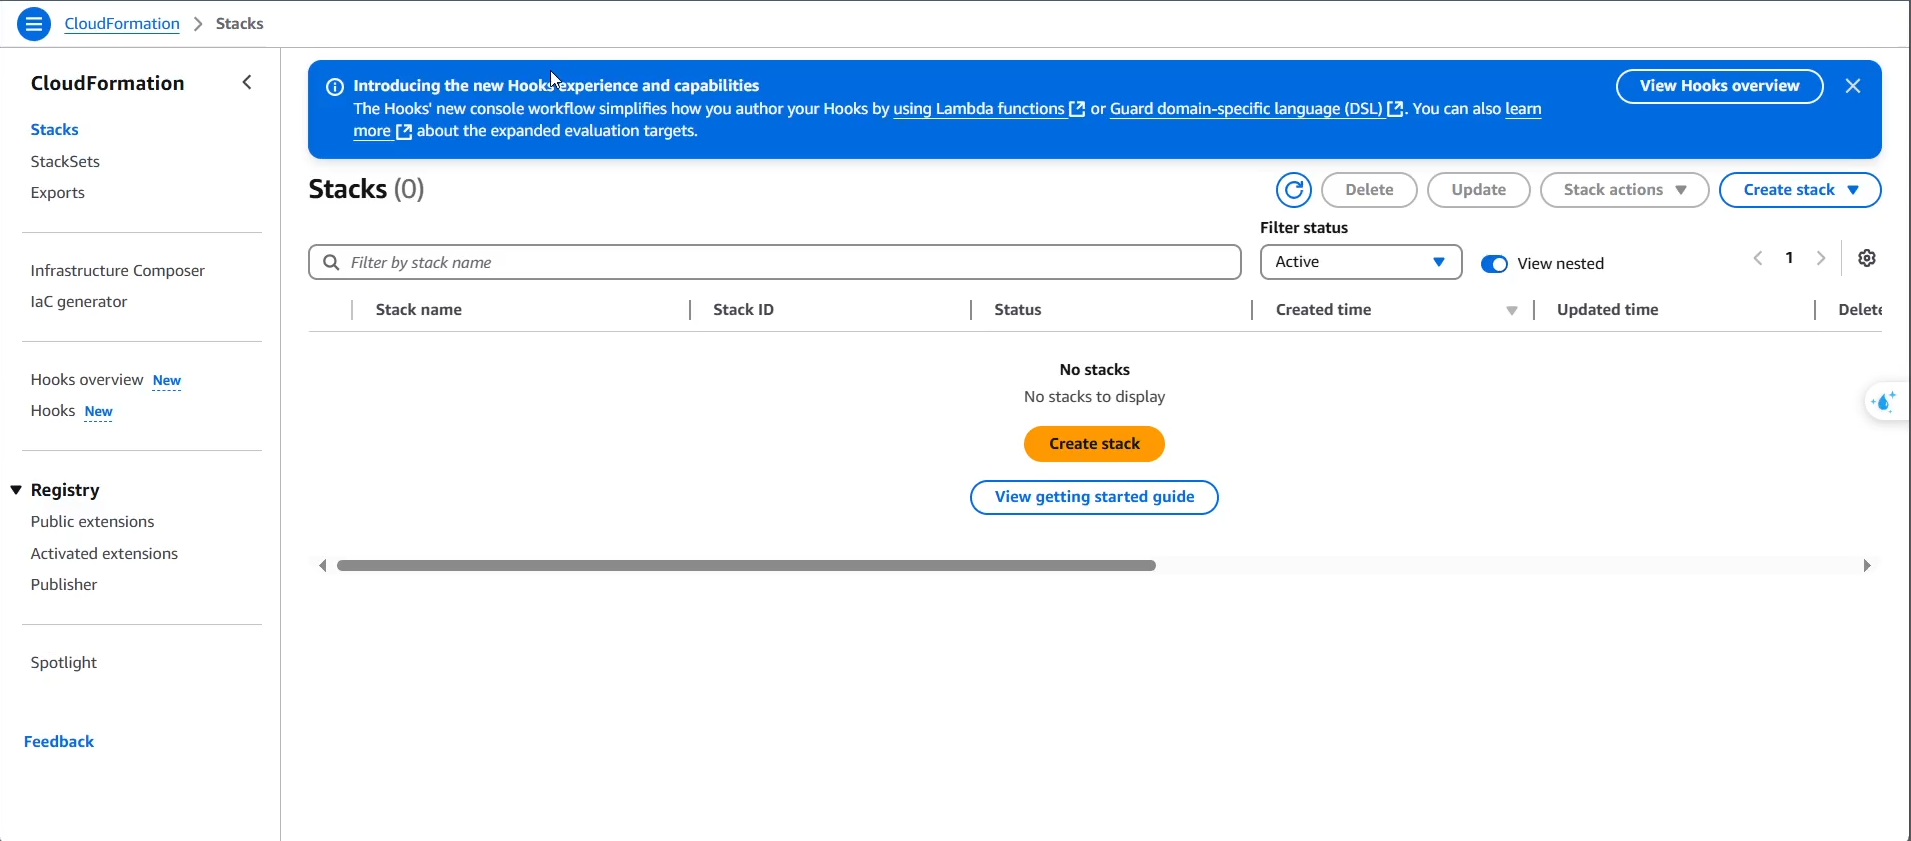 CloudFormation > Stacks
CloudFormation
Stacks
StackSets
Exports
Infrastructure Composer
IaC generator
Hooks overview New
Hooks New
Registry
Public extensions
Activated extensions
Publisher
Spotlight
Feedback
Introducing the new Hooks experience and capabilities
The Hooks' new console workflow simplifies how you author your Hooks by using Lambda functions or Guard domain-specific language (DSL). You can also learn
more about the expanded evaluation targets.
View Hooks overview
Stacks (0)
Delete
Update
Stack actions
Create stack
Filter status
Filter by stack name
Active
View nested
1
Stack name
Stack ID
Status
Created time
Updated time
Delete
No stacks
No stacks to display
Create stack
View getting started guide